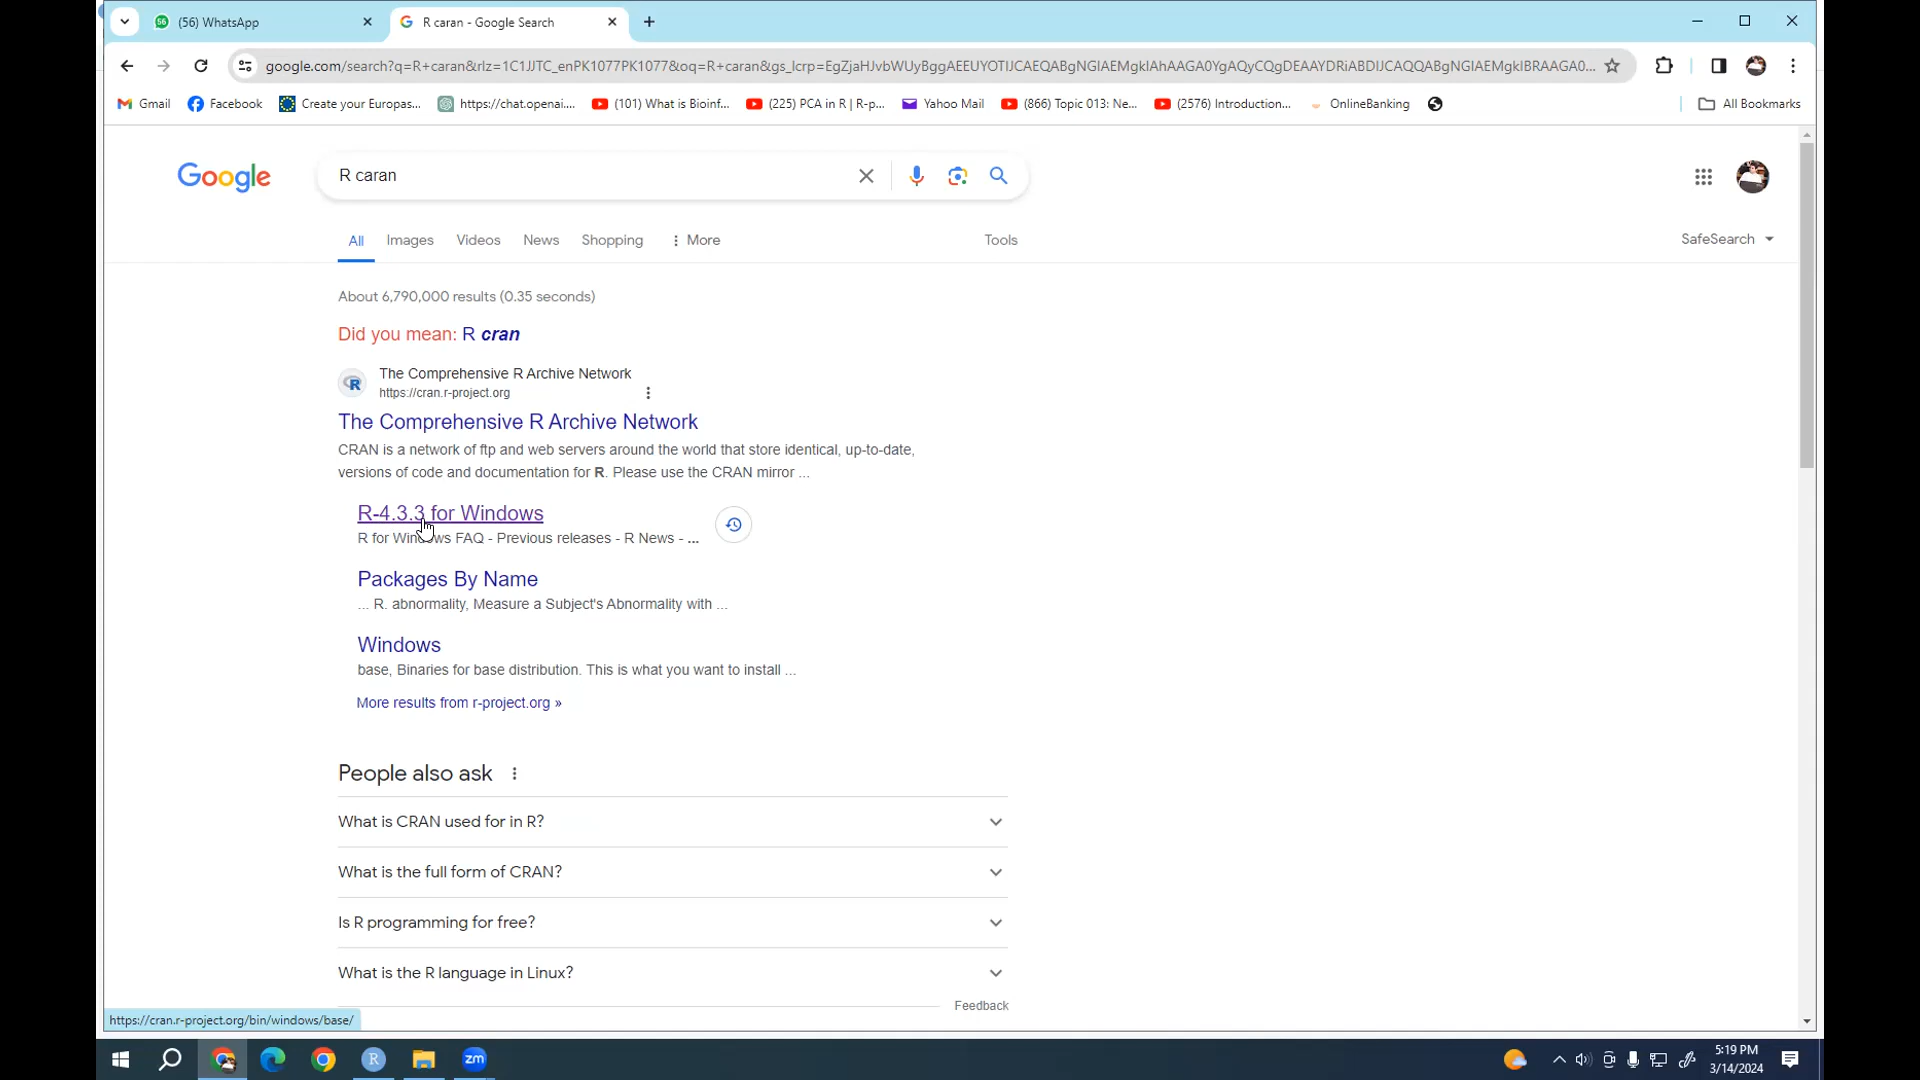 (56) WhatsApp
R caran - Google Search
google.com/search?q=R+caran&rlz=1C1JJTC_enPK1077PK1077&oq=R+caran&gs_lcrp=
Gmail
Facebook
Create your Europas...
https://chat.openai....
(101) What is Bioinf...
(225) PCA in R | R-p...
Yahoo Mail
(866) Topic 013: Ne...
(2576) Introduction...
OnlineBanking
All Bookmarks
Google
R caran
All
Images
Videos
News
Shopping
More
Tools
SafeSearch
About 6,790,000 results (0.35 seconds)
Did you mean: R cran
The Comprehensive R Archive Network
https://cran.r-project.org
The Comprehensive R Archive Network
CRAN is a network of ftp and web servers around the world that store identical, up-to-date,
versions of code and documentation for R. Please use the CRAN mirror ...
R-4.3.3 for Windows
R for Windows FAQ - Previous releases - R News - ...
Packages By Name
... R. abnormality, Measure a Subject's Abnormality with ...
Windows
base, Binaries for base distribution. This is what you want to install ...
More results from r-project.org »
People also ask
What is CRAN used for in R?
What is the full form of CRAN?
Is R programming for free?
What is the R language in Linux?
Feedback
https://cran.r-project.org/bin/windows/base/
R
zm
5:19 PM
3/14/2024